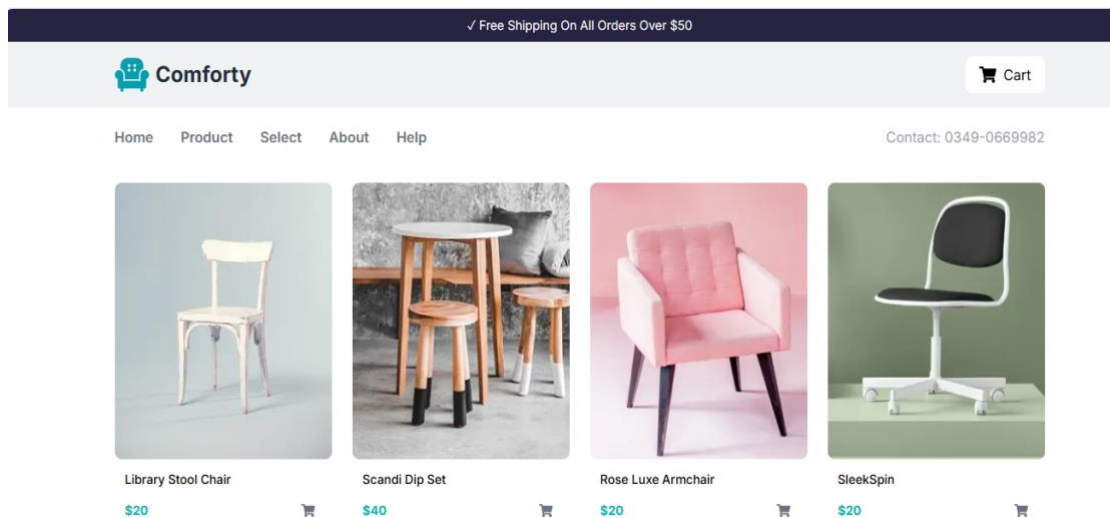 ✓ Free Shipping On All Orders Over $50
Comforty
Cart
Home Product Select About Help
Contact: 0349-0669982
Library Stool Chair
$20
Scandi Dip Set
$40
Rose Luxe Armchair
$20
SleekSpin
$20